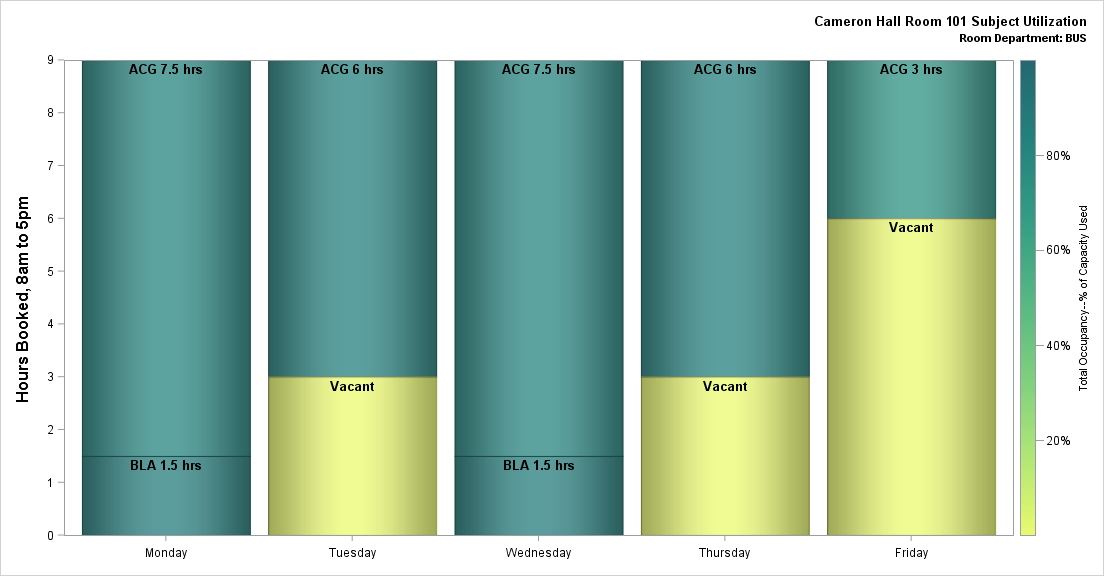 Cameron Hall Room 101 Subject Utilization
Room Department: BUS
Hours Booked, 8am to 5pm
9
8
7
6
5
4
3
2
1
0
ACG 7.5 hrs
BLA 1.5 hrs
ACG 6 hrs
Vacant
ACG 7.5 hrs
BLA 1.5 hrs
ACG 6 hrs
Vacant
ACG 3 hrs
Vacant
Monday
Tuesday
Wednesday
Thursday
Friday
80%
60%
40%
20%
Total Occupancy--% of Capacity Used